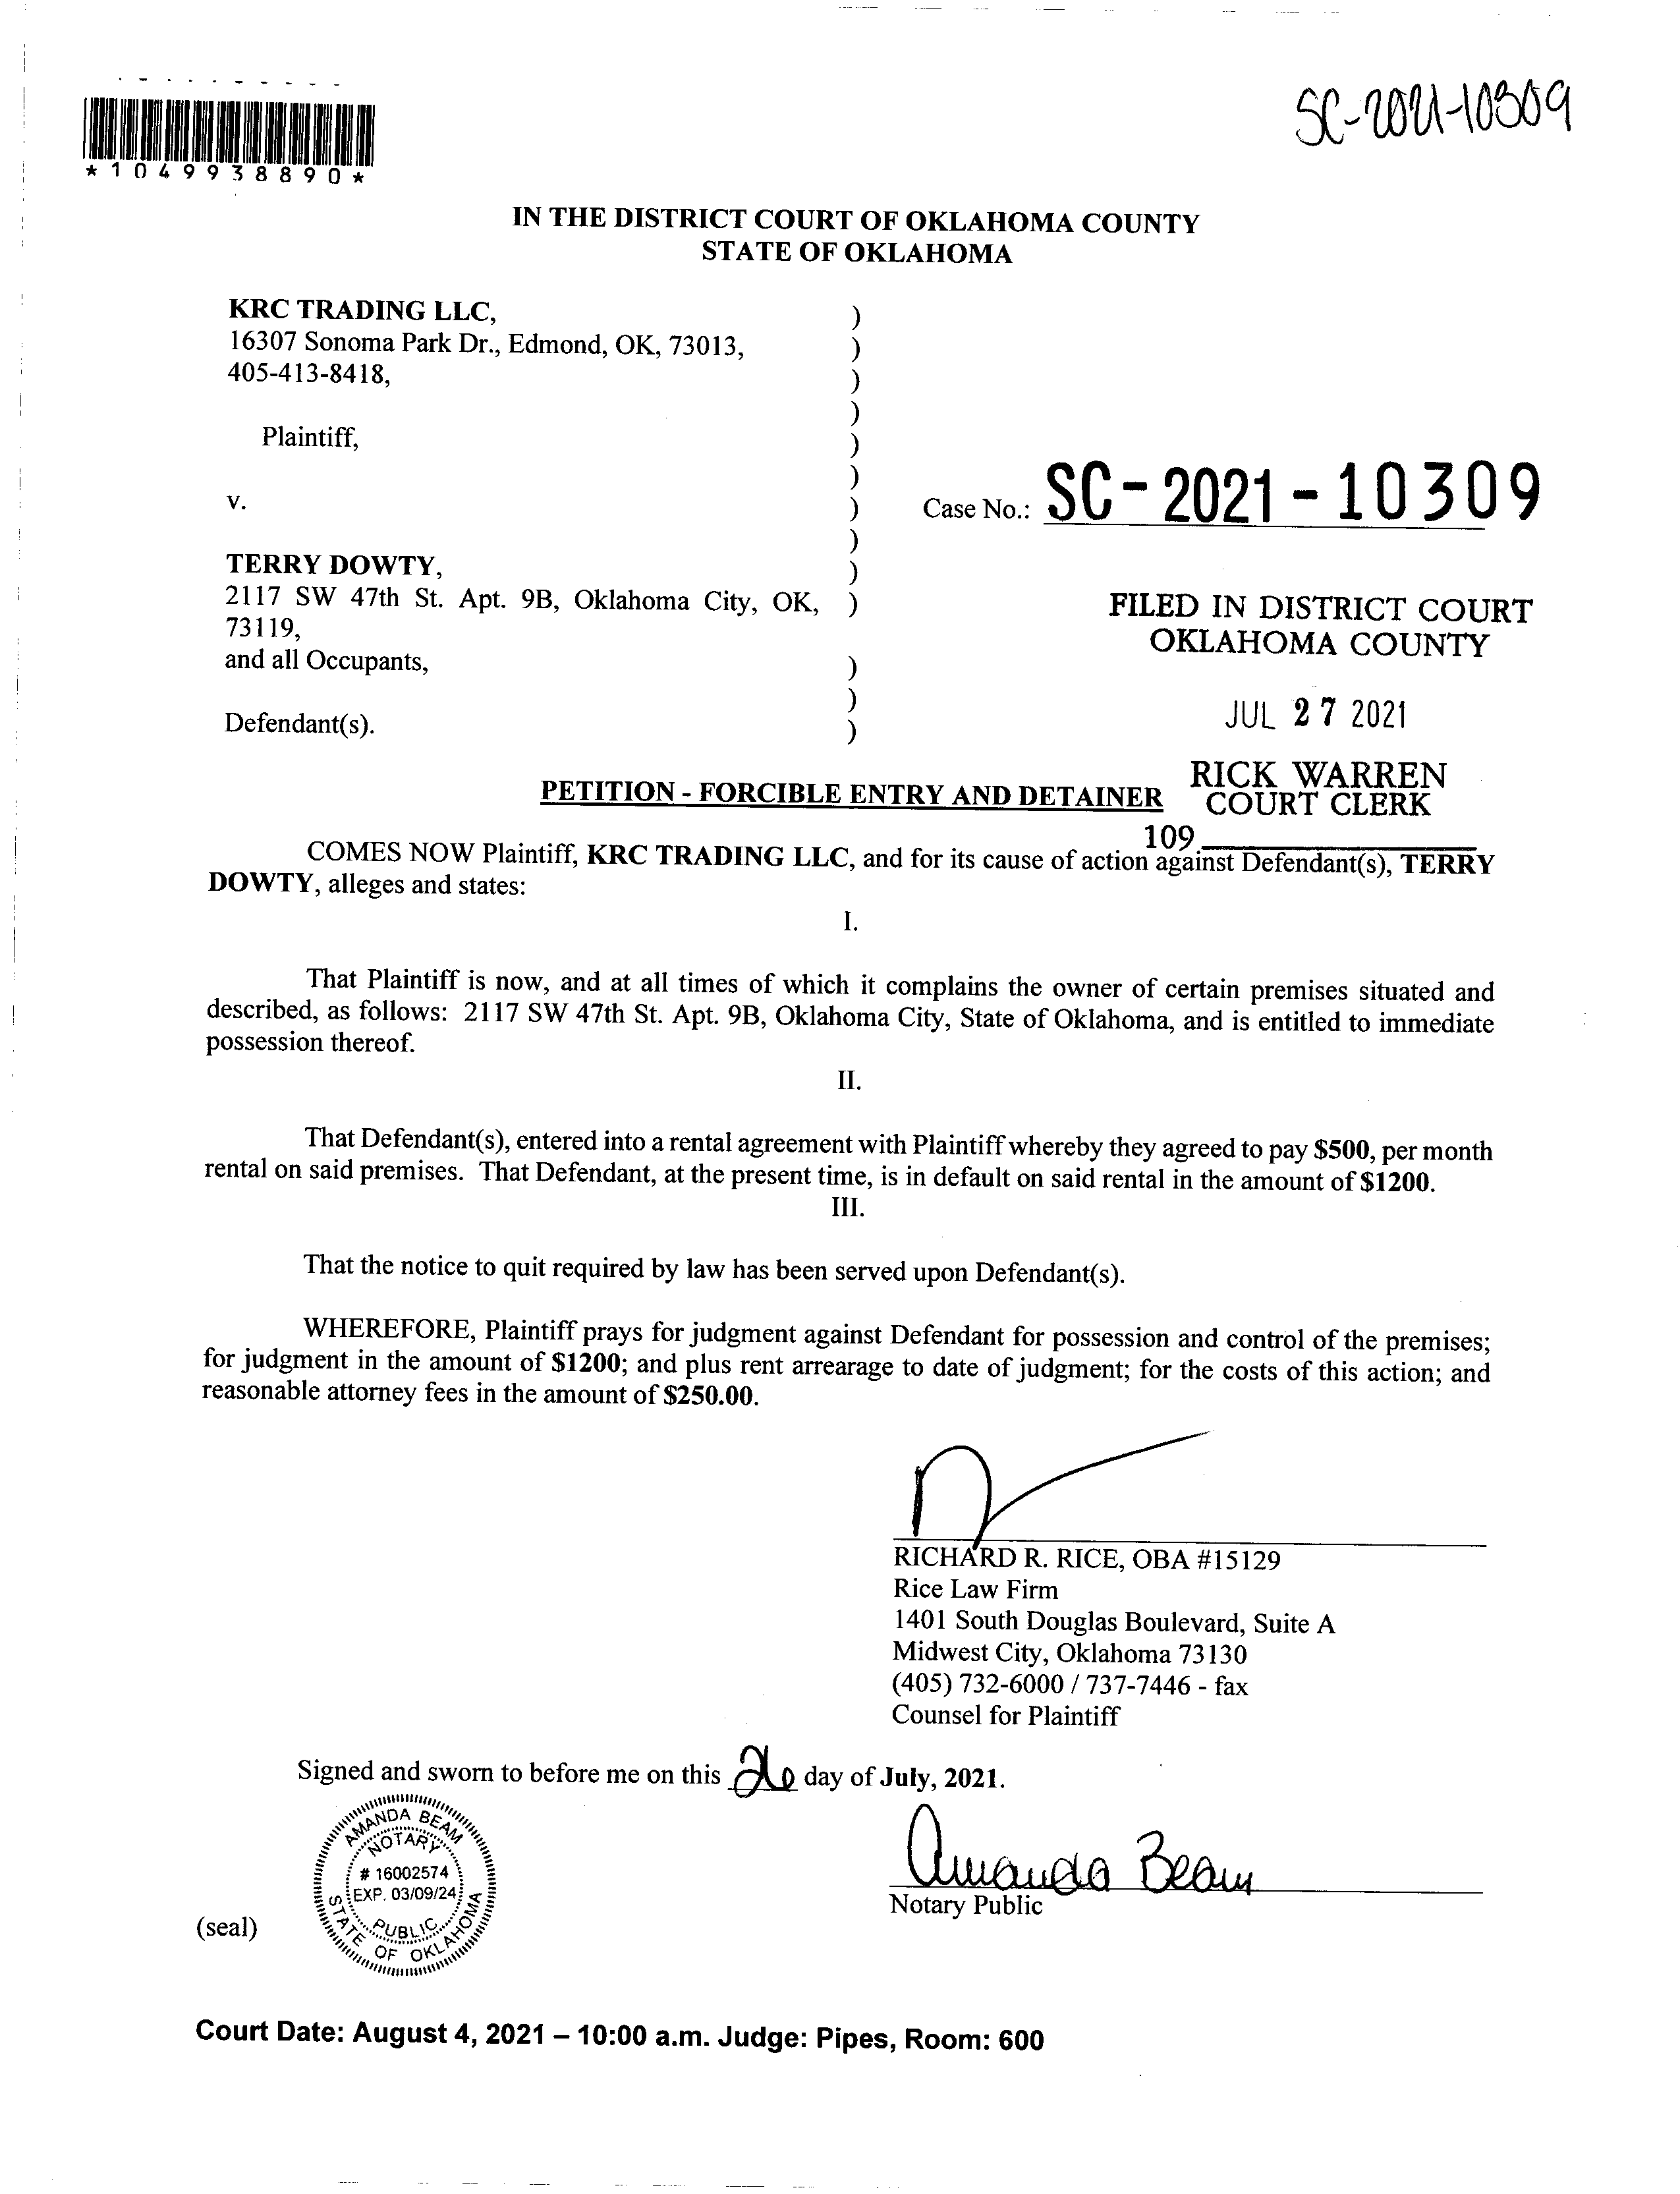 SC-2021-10309
*1049938890*
IN THE DISTRICT COURT OF OKLAHOMA COUNTY
STATE OF OKLAHOMA
KRC TRADING LLC, )
16307 Sonoma Park Dr., Edmond, OK, 73013, )
405-413-8418, )
)
Plaintiff, )
)
v. )
)
TERRY DOWTY, )
2117 SW 47th St. Apt. 9B, Oklahoma City, OK, )
73119,
and all Occupants, )
)
Defendant(s). )
Case No.: SC-2021-10309
FILED IN DISTRICT COURT
OKLAHOMA COUNTY
JUL 27 2021
RICK WARREN
COURT CLERK
109
PETITION - FORCIBLE ENTRY AND DETAINER
COMES NOW Plaintiff, KRC TRADING LLC, and for its cause of action against Defendant(s), TERRY
DOWTY, alleges and states:
I.
That Plaintiff is now, and at all times of which it complains the owner of certain premises situated and
described, as follows: 2117 SW 47th St. Apt. 9B, Oklahoma City, State of Oklahoma, and is entitled to immediate
possession thereof.
II.
That Defendant(s), entered into a rental agreement with Plaintiff whereby they agreed to pay $500, per month
rental on said premises. That Defendant, at the present time, is in default on said rental in the amount of $1200.
III.
That the notice to quit required by law has been served upon Defendant(s).
WHEREFORE, Plaintiff prays for judgment against Defendant for possession and control of the premises;
for judgment in the amount of $1200; and plus rent arrearage to date of judgment; for the costs of this action; and
reasonable attorney fees in the amount of $250.00.
RICHARD R. RICE, OBA #15129
Rice Law Firm
1401 South Douglas Boulevard, Suite A
Midwest City, Oklahoma 73130
(405) 732-6000 / 737-7446 - fax
Counsel for Plaintiff
Signed and sworn to before me on this 26 day of July, 2021.
AMANDA BEAM
NOTARY
# 16002574
EXP. 03/09/24
PUBLIC
STATE OF OKLAHOMA
Amanda Beam
Notary Public
(seal)
Court Date: August 4, 2021 – 10:00 a.m. Judge: Pipes, Room: 600